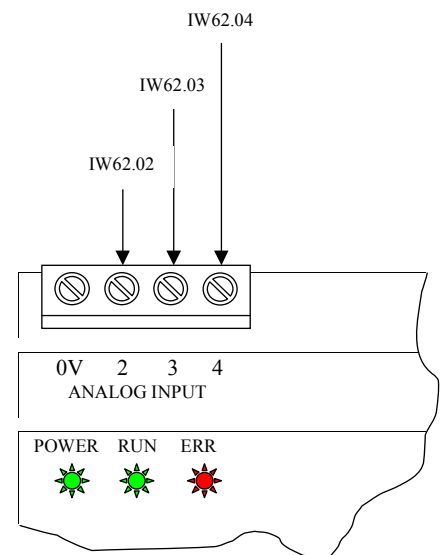 IW62.04
IW62.03
IW62.02
0V 2 3 4
ANALOG INPUT
POWER RUN ERR